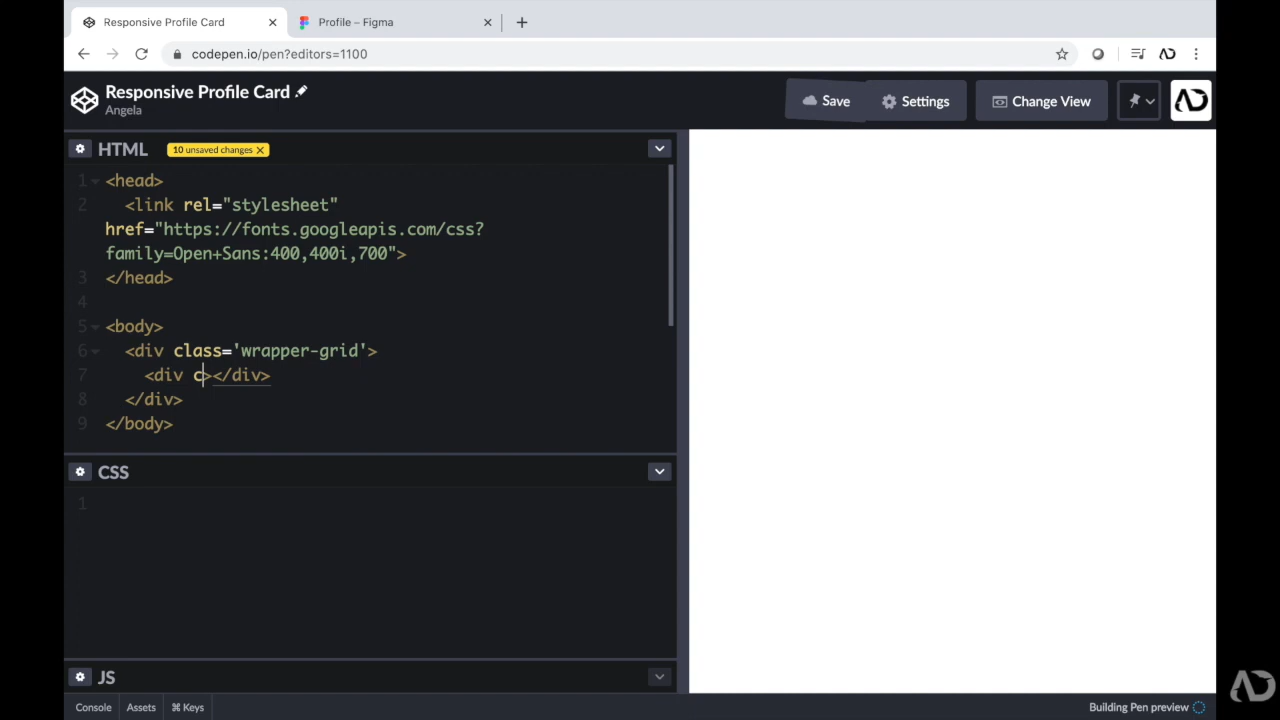 Responsive Profile Card
Profile – Figma
codepen.io/pen?editors=1100
Responsive Profile Card
Angela
Save
Settings
Change View
HTML
10 unsaved changes
1 <head>
2 <link rel="stylesheet"
href="https://fonts.googleapis.com/css?
family=Open+Sans:400,400i,700">
3 </head>
4
5 <body>
6 <div class='wrapper-grid'>
7 <div c></div>
8 </div>
9 </body>
CSS
1
JS
Console
Assets
⌘ Keys
Building Pen preview